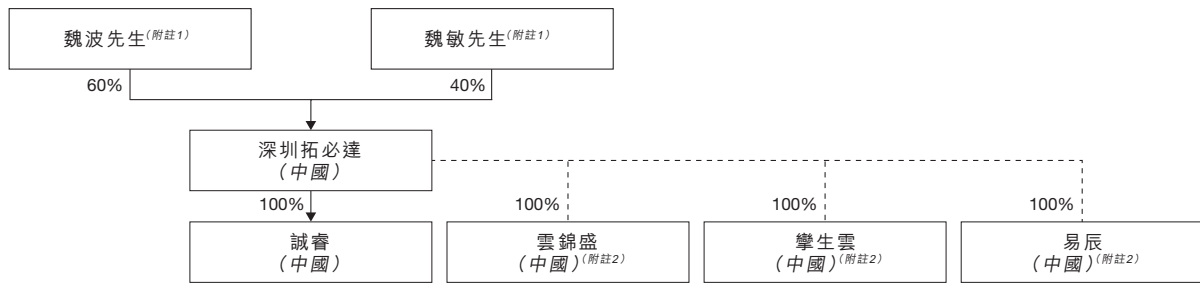 魏波先生(附註1)
魏敏先生(附註1)
60%
40%
深圳拓必達
(中國)
100%
100%
100%
100%
誠睿
(中國)
雲錦盛
(中國)(附註2)
孿生雲
(中國)(附註2)
易辰
(中國)(附註2)